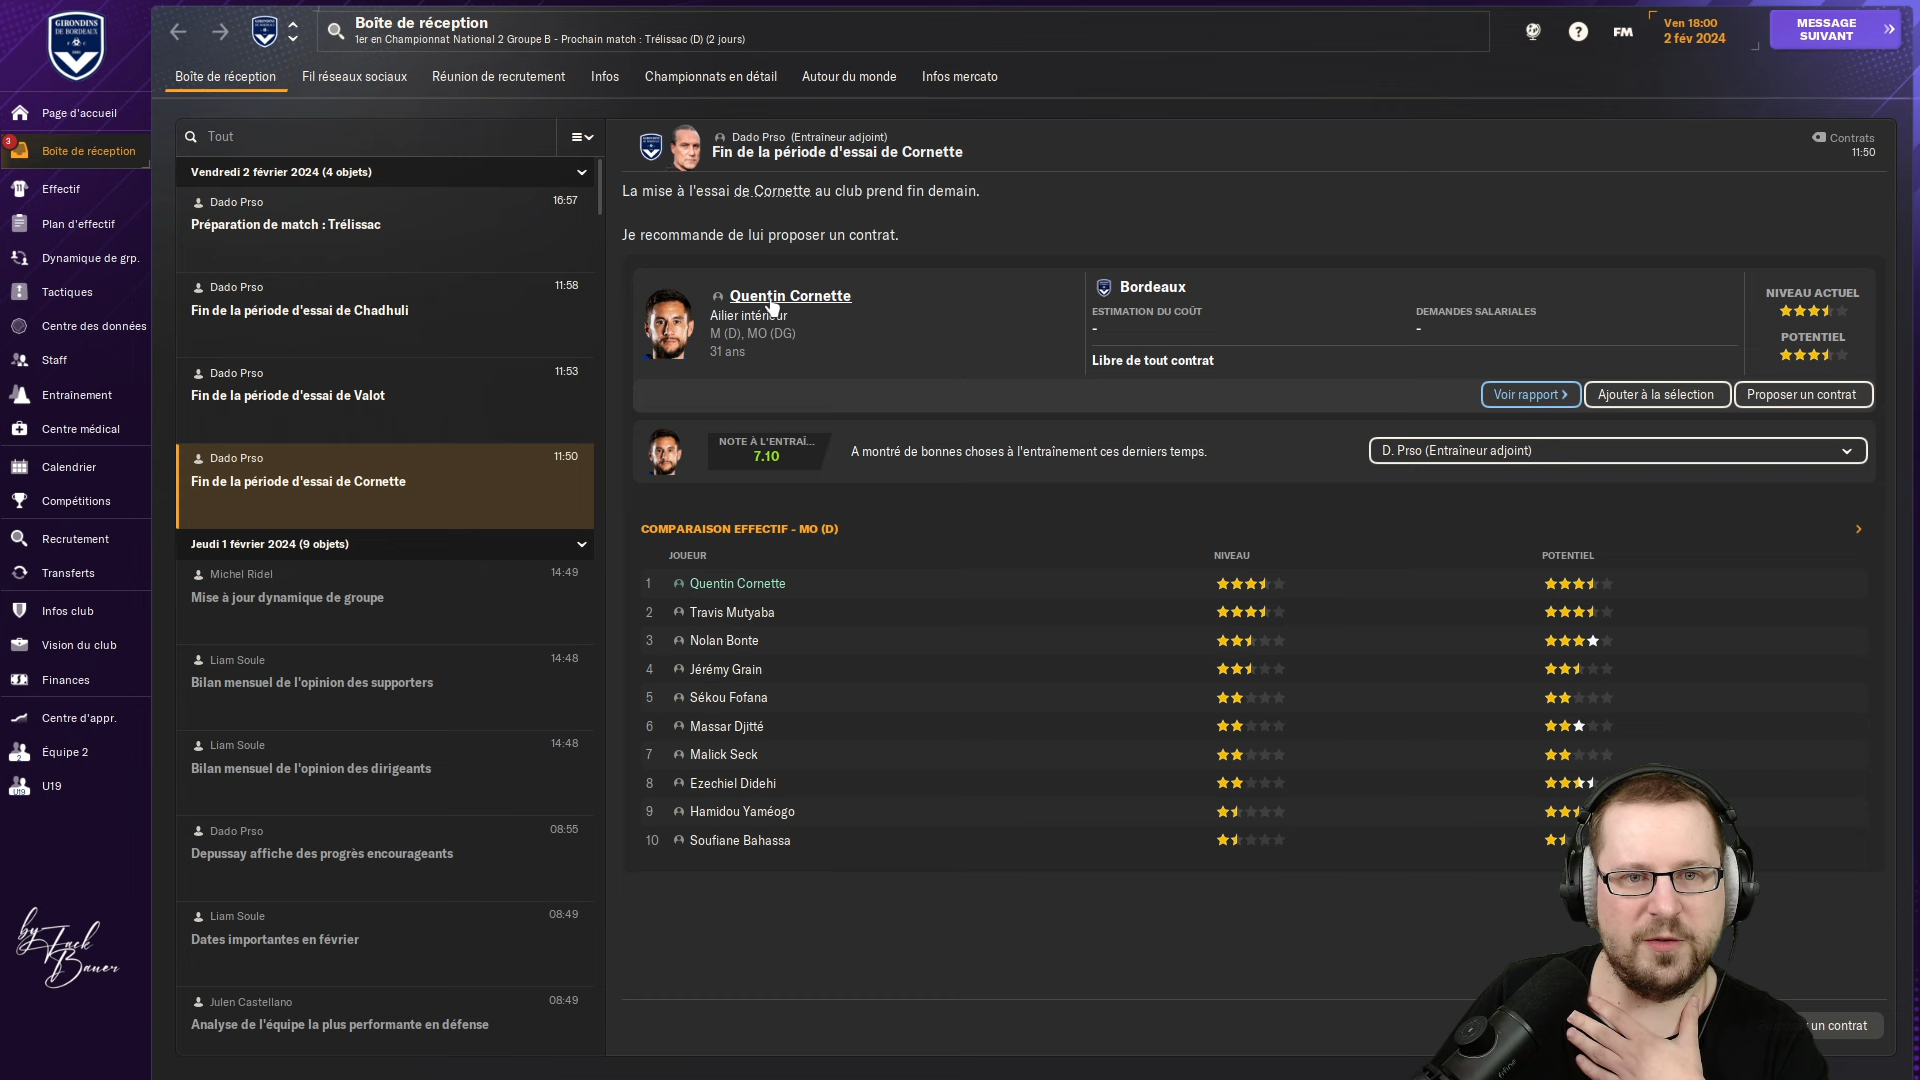 GIRONDINS
DE BORDEAUX
Boîte de réception
1er en Championnat National 2 Groupe B - Prochain match : Trélissac (D) (2 jours)
?
FM
Ven 18:00
2 fév 2024
MESSAGE
SUIVANT
Boîte de réception
Fil réseaux sociaux
Réunion de recrutement
Infos
Championnats en détail
Autour du monde
Infos mercato
Page d'accueil
3
Boîte de réception
Effectif
Plan d'effectif
Dynamique de grp.
Tactiques
Centre des données
Staff
Entraînement
Centre médical
Calendrier
Compétitions
Recrutement
Transferts
Infos club
Vision du club
Finances
Centre d'appr.
2
Équipe 2
U19
U19
by Jack
Bauer
Tout
Vendredi 2 février 2024 (4 objets)
Dado Prso
16:57
Préparation de match : Trélissac
Dado Prso
11:58
Fin de la période d'essai de Chadhuli
Dado Prso
11:53
Fin de la période d'essai de Valot
Dado Prso
11:50
Fin de la période d'essai de Cornette
Jeudi 1 février 2024 (9 objets)
Michel Ridel
14:49
Mise à jour dynamique de groupe
Liam Soule
14:48
Bilan mensuel de l'opinion des supporters
Liam Soule
14:48
Bilan mensuel de l'opinion des dirigeants
Dado Prso
08:55
Depussay affiche des progrès encourageants
Liam Soule
08:49
Dates importantes en février
Julen Castellano
08:49
Analyse de l'équipe la plus performante en défense
Dado Prso (Entraîneur adjoint)
Fin de la période d'essai de Cornette
Contrats
11:50
La mise à l'essai de Cornette au club prend fin demain.
Je recommande de lui proposer un contrat.
Quentin Cornette
Ailier intérieur
M (D), MO (DG)
31 ans
Bordeaux
ESTIMATION DU COÛT
-
DEMANDES SALARIALES
-
Libre de tout contrat
NIVEAU ACTUEL
POTENTIEL
Voir rapport
Ajouter à la sélection
Proposer un contrat
NOTE À L'ENTRAÎ...
7.10
A montré de bonnes choses à l'entraînement ces derniers temps.
D. Prso (Entraîneur adjoint)
COMPARAISON EFFECTIF - MO (D)
JOUEUR
NIVEAU
POTENTIEL
1 Quentin Cornette
2 Travis Mutyaba
3 Nolan Bonte
4 Jérémy Grain
5 Sékou Fofana
6 Massar Djitté
7 Malick Seck
8 Ezechiel Didehi
9 Hamidou Yaméogo
10 Soufiane Bahassa
un contrat
fifine